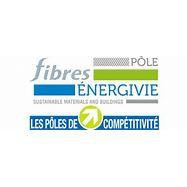 PÔLE
fibres
ÉNERGIVIE
SUSTAINABLE MATERIALS AND BUILDINGS
LES PÔLES DE COMPÉTITIVITÉ